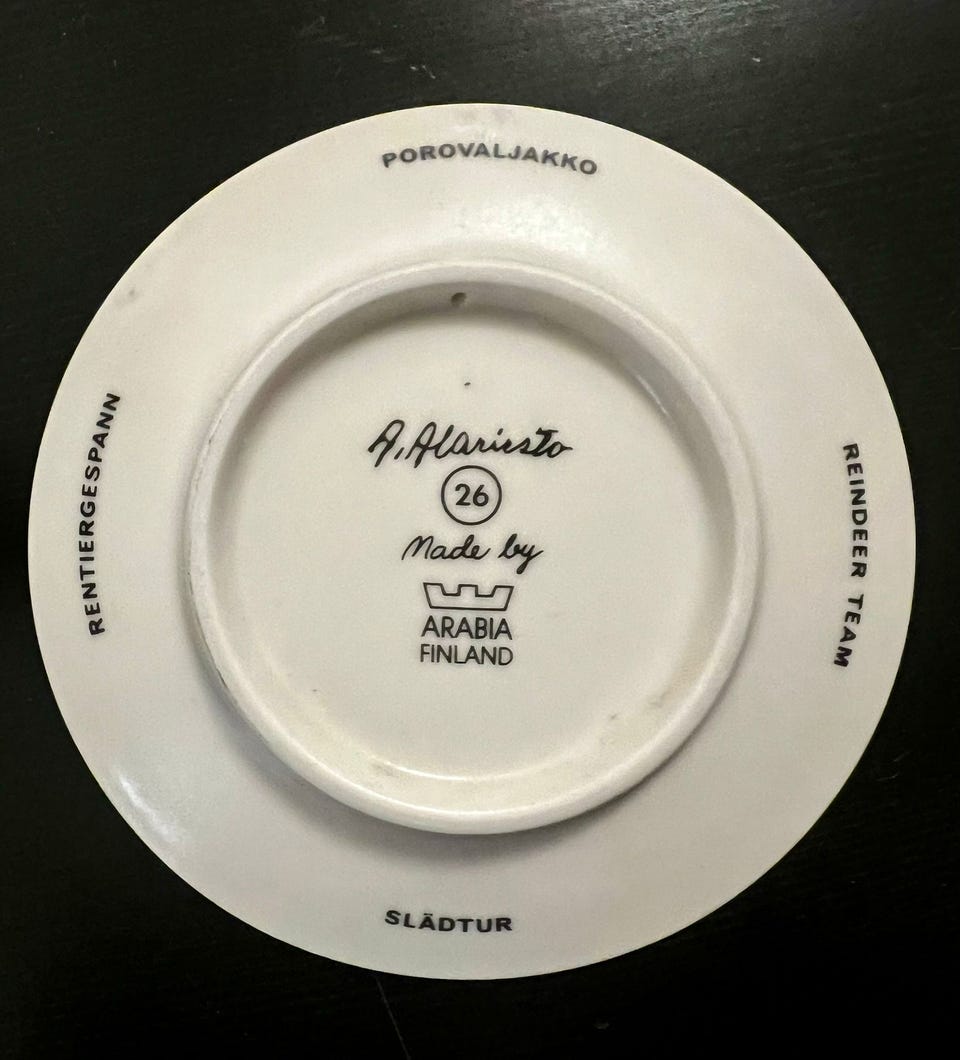 POROVALJAKKO
A. Alariesto
26
Made by
ARABIA
FINLAND
RENTIERGESPANN
REINDEER TEAM
SLÄDTUR